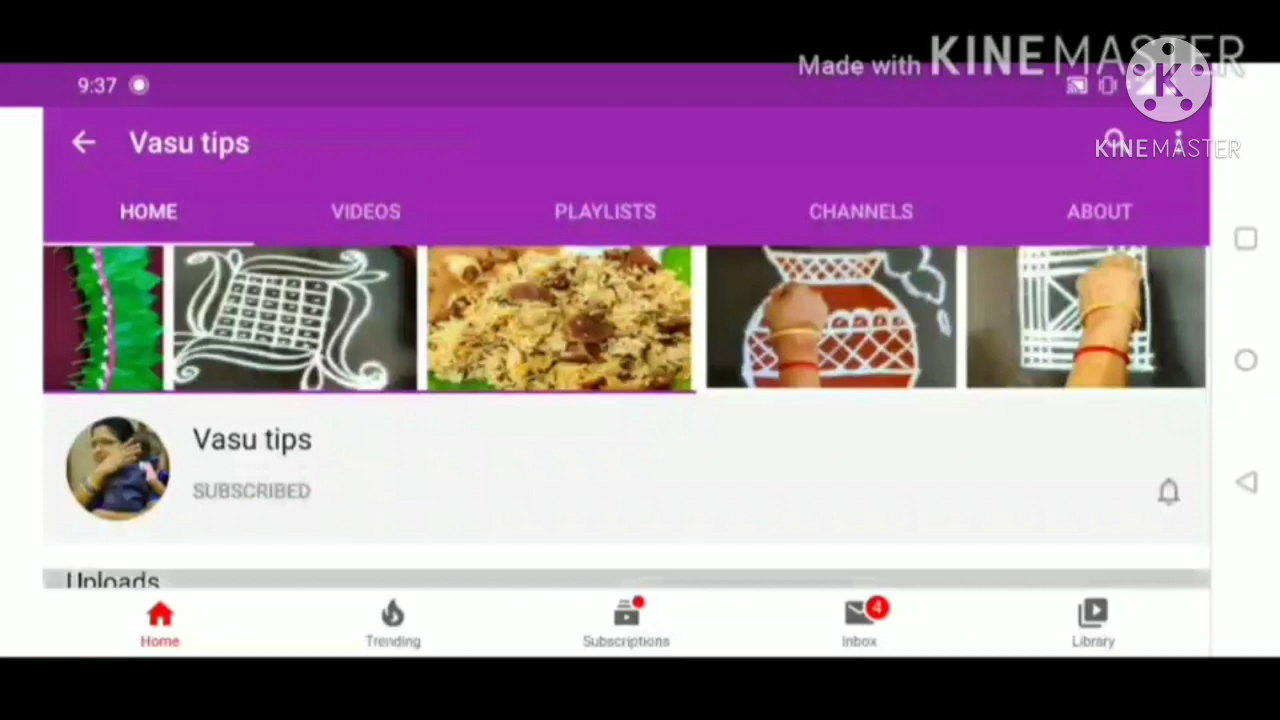 Made with KINEMASTER
9:37
K
KINEMASTER
Vasu tips
HOME VIDEOS PLAYLISTS CHANNELS ABOUT
Vasu tips
SUBSCRIBED
Uploads
4
Home Trending Subscriptions Inbox Library